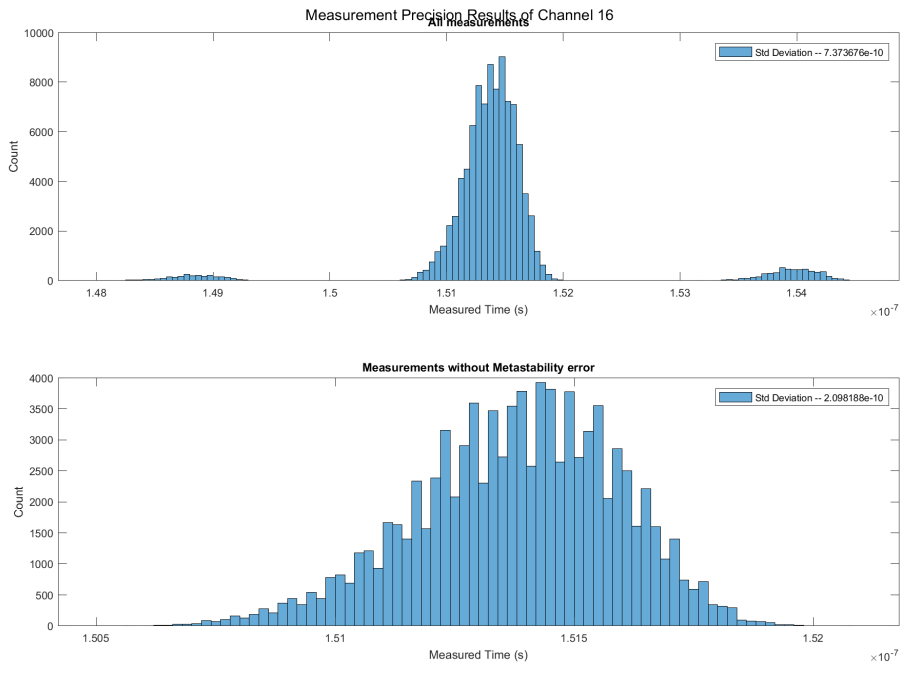 Measurement Precision Results of Channel 16
All measurements
10000
8000
6000
4000
2000
0
Count
Std Deviation -- 7.373676e-10
1.48 1.49 1.5 1.51 1.52 1.53 1.54
Measured Time (s)
×10-7
Measurements without Metastability error
4000
3500
3000
2500
2000
1500
1000
500
0
Count
Std Deviation -- 2.098188e-10
1.505 1.51 1.515 1.52
Measured Time (s)
×10-7